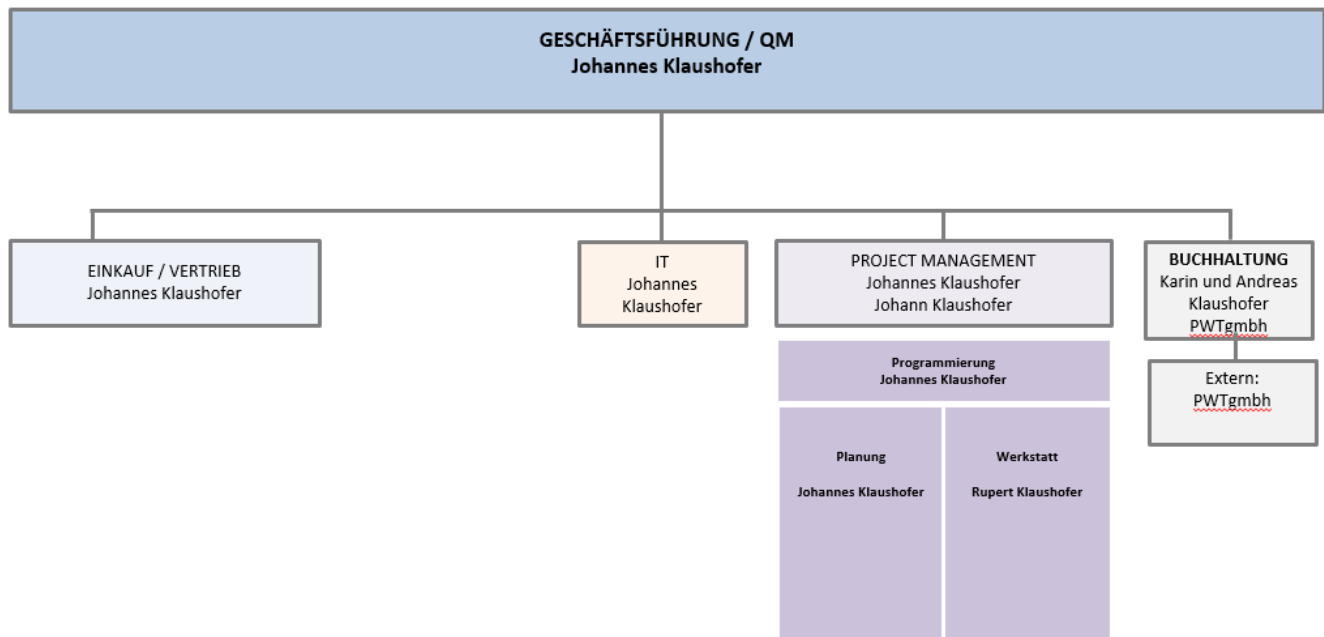 GESCHÄFTSFÜHRUNG / QM
Johannes Klaushofer
EINKAUF / VERTRIEB
Johannes Klaushofer
IT
Johannes
Klaushofer
PROJECT MANAGEMENT
Johannes Klaushofer
Johann Klaushofer
BUCHHALTUNG
Karin und Andreas
Klaushofer
PWTgmbh
Programmierung
Johannes Klaushofer
Planung
Johannes Klaushofer
Werkstatt
Rupert Klaushofer
Extern:
PWTgmbh